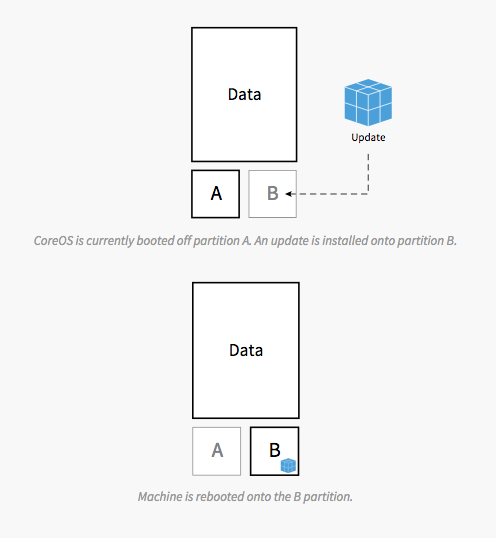 Data
Update
A
B
CoreOS is currently booted off partition A. An update is installed onto partition B.
Data
A
B
Machine is rebooted onto the B partition.